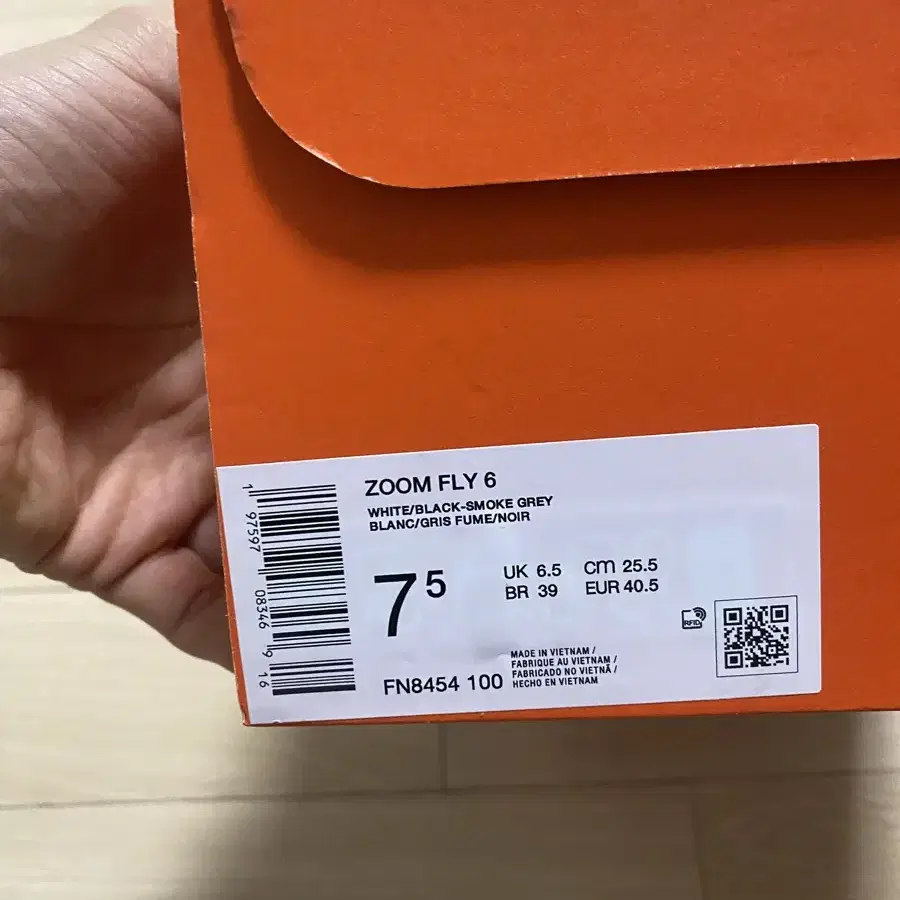 ZOOM FLY 6
WHITE/BLACK-SMOKE GREY
BLANC/GRIS FUME/NOIR
7 5
UK 6.5 CM 25.5
BR 39 EUR 40.5
RFID
FN8454 100
MADE IN VIETNAM /
FABRIQUE AU VIETNAM /
FABRICADO NO VIETNÃ /
HECHO EN VIETNAM
1 97597 08346 9 16